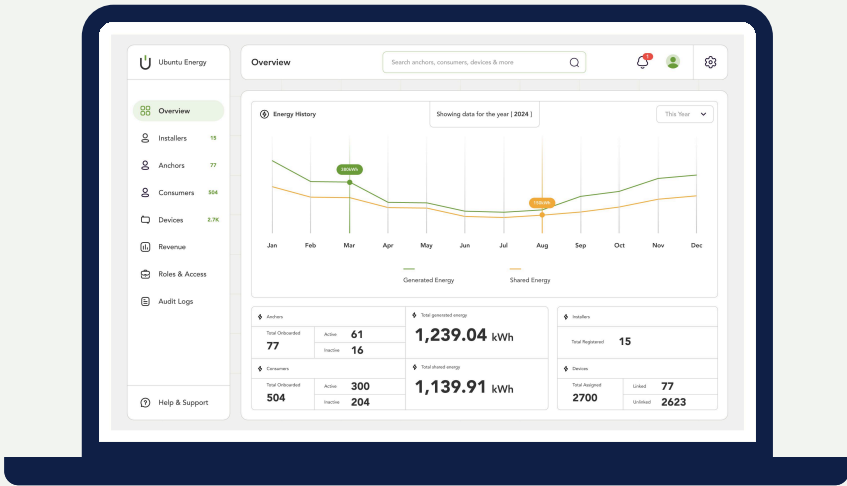 Ubuntu Energy
Overview
Search anchors, consumers, devices & more
1
Overview
Installers 15
Anchors 77
Consumers 504
Devices 2.7K
Revenue
Roles & Access
Audit Logs
Help & Support
Energy History
Showing data for the year [ 2024 ]
This Year
Jan Feb Mar Apr May Jun Jul Aug Sep Oct Nov Dec
Generated Energy Shared Energy
Anchors
Total Onboarded
77
Active 61
Inactive 16
Total generated energy
1,239.04 kWh
Installers
Total Registered 15
Consumers
Total Onboarded
504
Active 300
Inactive 204
Total shared energy
1,139.91 kWh
Devices
Total Assigned
2700
Linked 77
Unlinked 2623